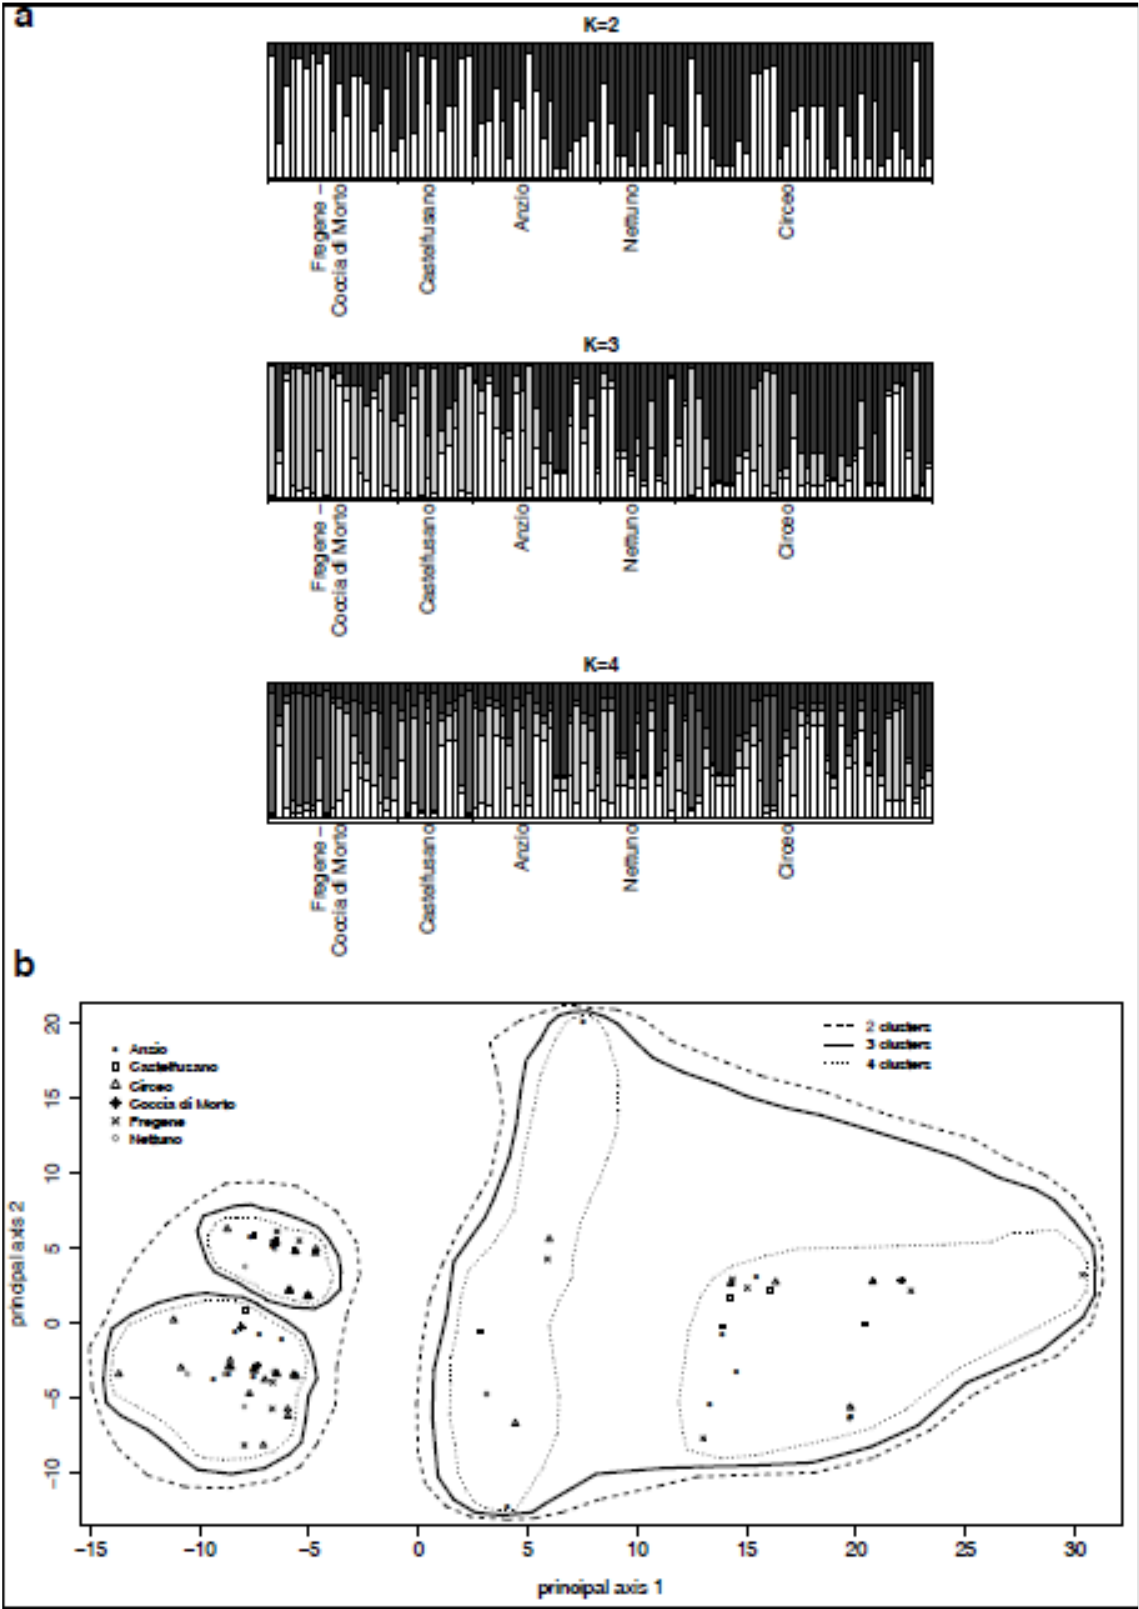 a
K=2
Fregene –
Coccia di Morto
Castelfusano
Anzio
Nettuno
Circeo
K=3
Fregene –
Coccia di Morto
Castelfusano
Anzio
Nettuno
Circeo
K=4
Fregene –
Coccia di Morto
Castelfusano
Anzio
Nettuno
Circeo
b
principal axis 2
20
15
10
5
0
−5
−10
Anzio
Castelfusano
Circeo
Coccia di Morto
Fregene
Nettuno
2 clusters
3 clusters
4 clusters
−15 −10 −5 0 5 10 15 20 25 30
principal axis 1